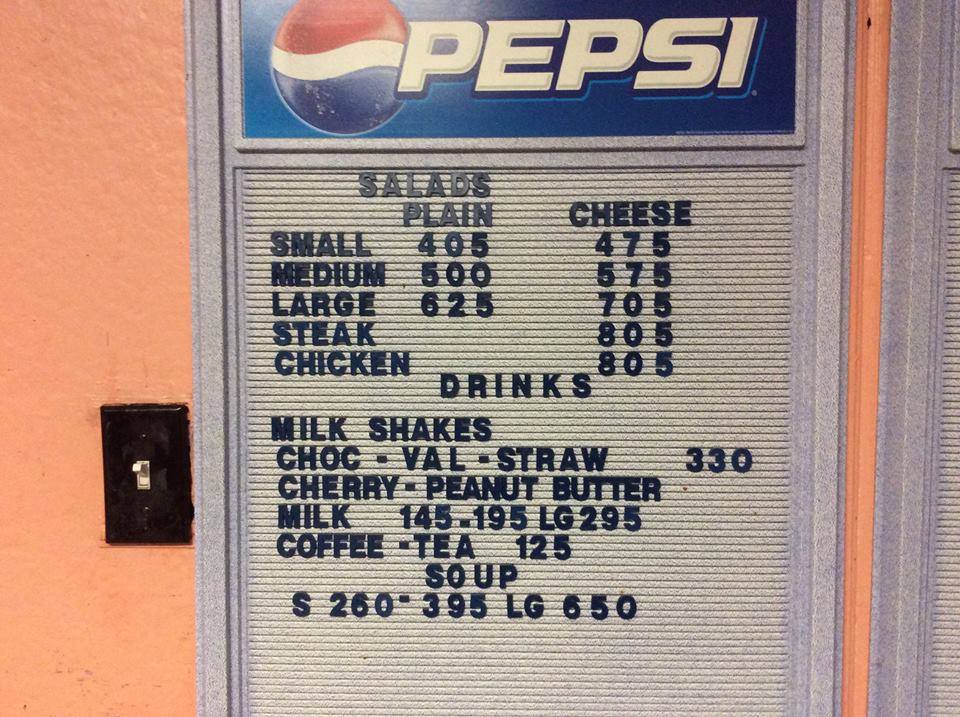 PEPSI
SALADS
PLAIN CHEESE
SMALL 405 475
MEDIUM 500 575
LARGE 625 705
STEAK 805
CHICKEN 805
DRINKS
MILK SHAKES
CHOC - VAL - STRAW 330
CHERRY - PEANUT BUTTER
MILK 145-195 LG 295
COFFEE - TEA 125
SOUP
S 260 - 395 LG 650